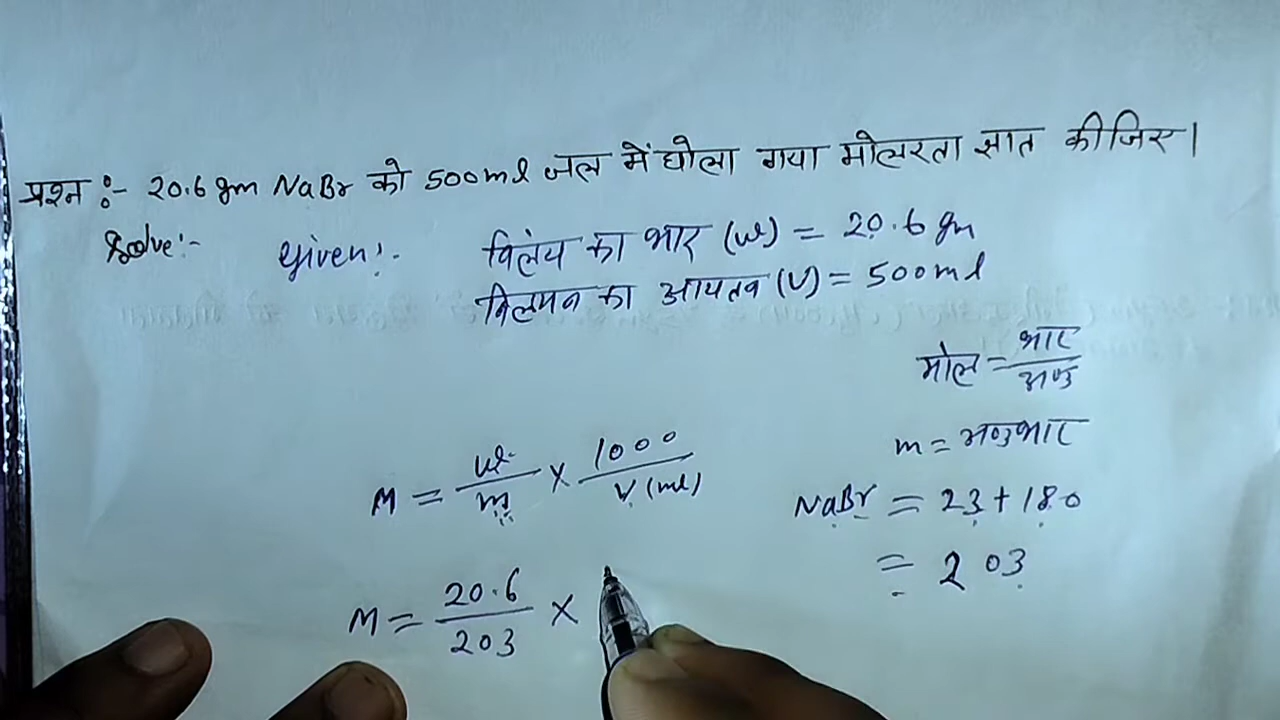 प्रश्न :- 20.6 gm NaBr को 500ml जल में घोला गया मोलरता ज्ञात कीजिए।
Solve:- Given:- विलेय का भार (w) = 20.6 gm
विलयन का आयतन (V) = 500ml
मोल = भार / अणु
m = अणुभार
M = w / m × 1000 / V (ml)
NaBr = 23 + 180
= 203
M = 20.6 / 203 ×